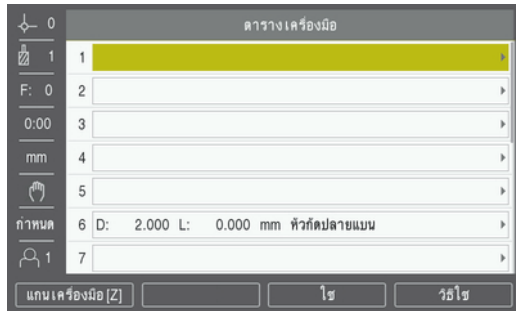 0
ตารางเครื่องมือ
1
1
F: 0
2
0:00
3
mm
4
5
กำหนด
6 D: 2.000 L: 0.000 mm หัวกัดปลายแบน
1
7
แกนเครื่องมือ [Z]
ใช้
วิธีใช้